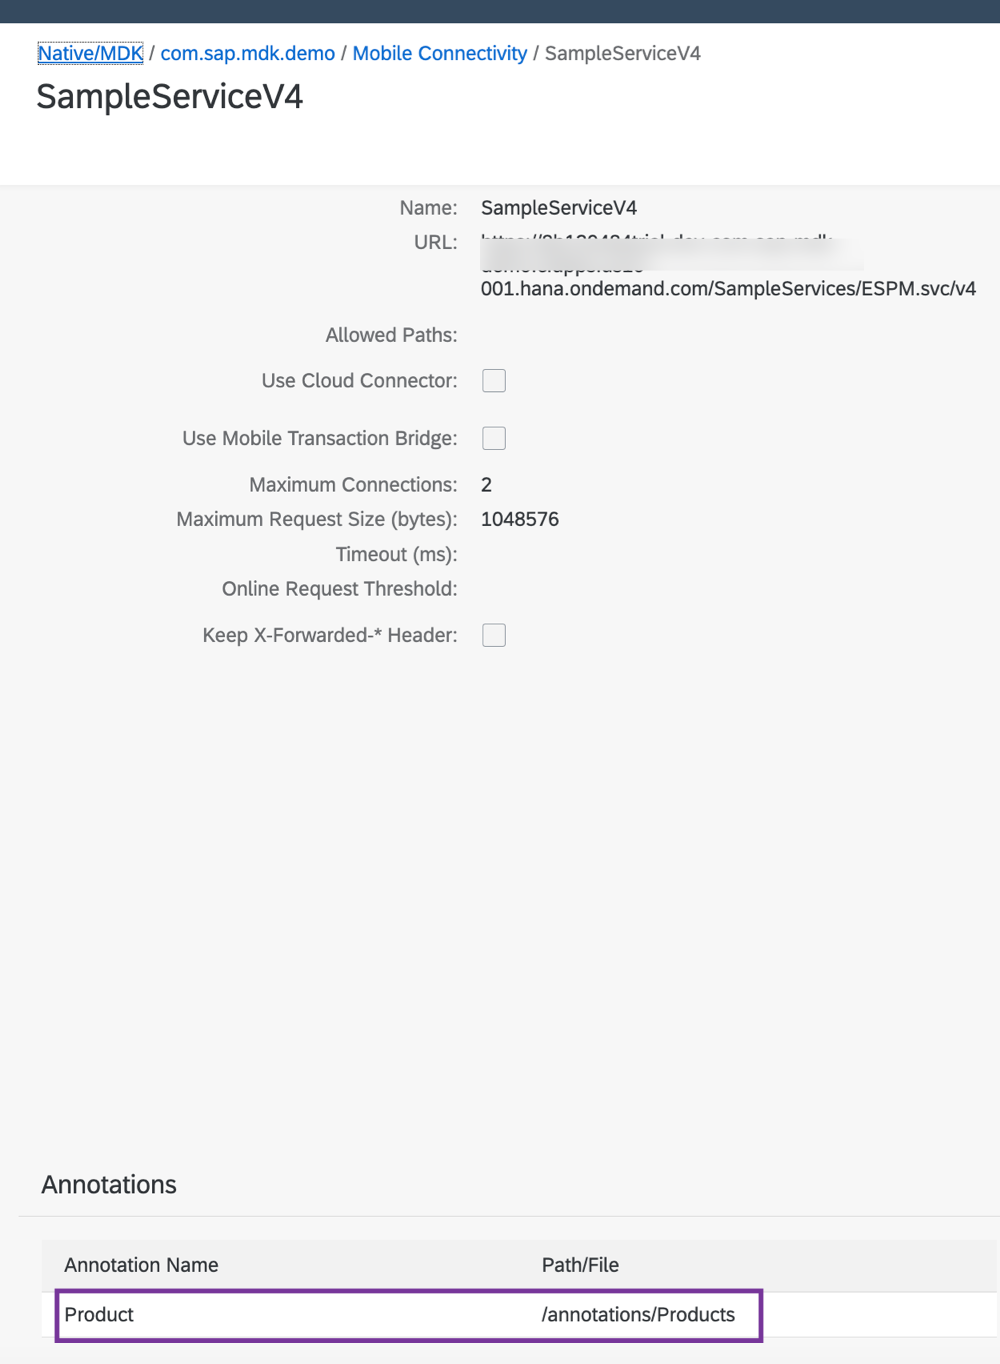 Native/MDK / com.sap.mdk.demo / Mobile Connectivity / SampleServiceV4
SampleServiceV4
Name: SampleServiceV4
URL:
001.hana.ondemand.com/SampleServices/ESPM.svc/v4
Allowed Paths:
Use Cloud Connector:
Use Mobile Transaction Bridge:
Maximum Connections: 2
Maximum Request Size (bytes): 1048576
Timeout (ms):
Online Request Threshold:
Keep X-Forwarded-* Header:
Annotations
Annotation Name Path/File
Product /annotations/Products